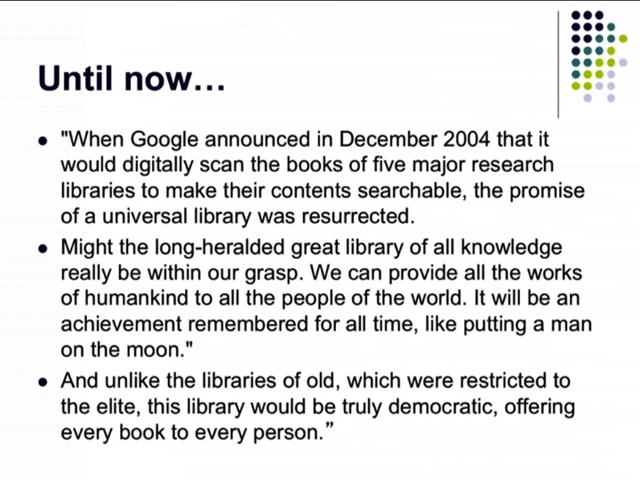 Until now…
● "When Google announced in December 2004 that it
would digitally scan the books of five major research
libraries to make their contents searchable, the promise
of a universal library was resurrected.
● Might the long-heralded great library of all knowledge
really be within our grasp. We can provide all the works
of humankind to all the people of the world. It will be an
achievement remembered for all time, like putting a man
on the moon."
● And unlike the libraries of old, which were restricted to
the elite, this library would be truly democratic, offering
every book to every person.”